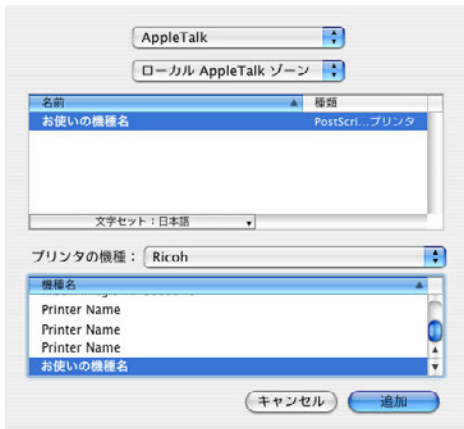 AppleTalk
ローカル AppleTalk ゾーン
名前 種類
お使いの機種名 PostScri...プリンタ
文字セット：日本語
プリンタの機種： Ricoh
機種名
Printer Name
Printer Name
Printer Name
お使いの機種名
キャンセル 追加